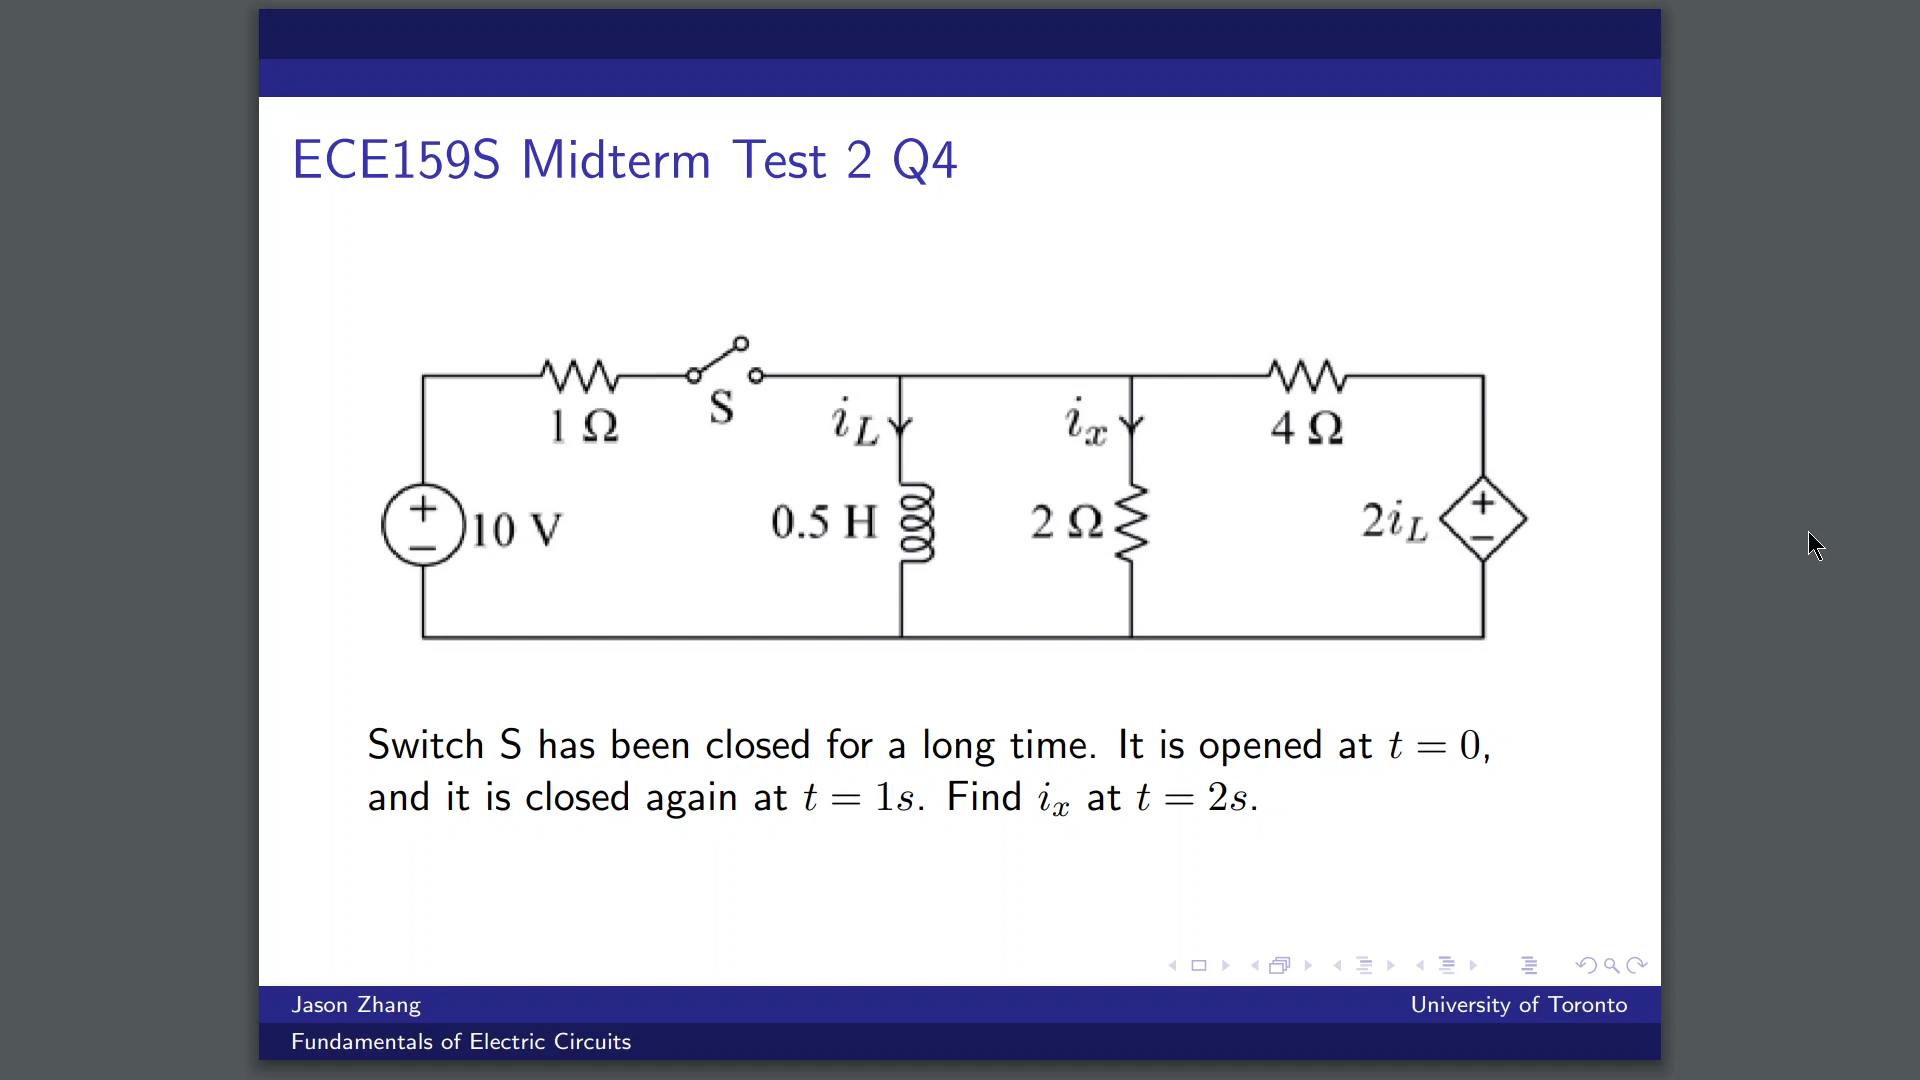 ECE159S Midterm Test 2 Q4
1 Ω
S
i_L
i_x
4 Ω
+
−
10 V
0.5 H
2 Ω
2i_L
+
−
Switch S has been closed for a long time. It is opened at t = 0,
and it is closed again at t = 1s. Find i_x at t = 2s.
Jason Zhang
University of Toronto
Fundamentals of Electric Circuits